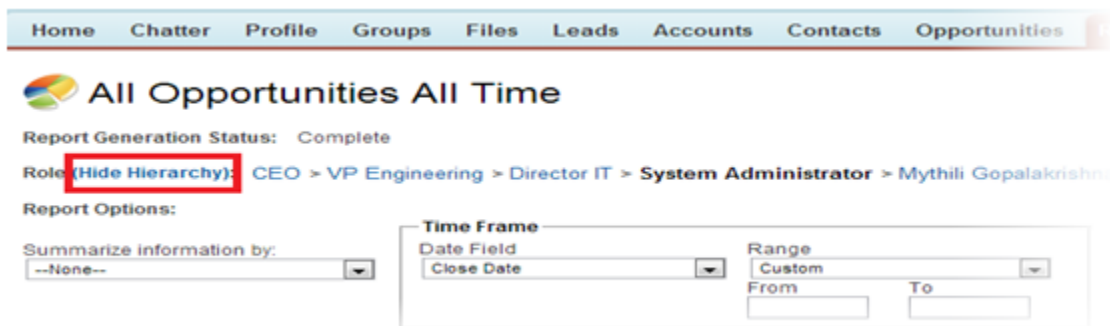 Home Chatter Profile Groups Files Leads Accounts Contacts Opportunities
All Opportunities All Time
Report Generation Status: Complete
Role (Hide Hierarchy): CEO > VP Engineering > Director IT > System Administrator > Mythili Gopalakrishna
Report Options:
Time Frame
Summarize information by: Date Field Range
--None-- Close Date Custom
From To